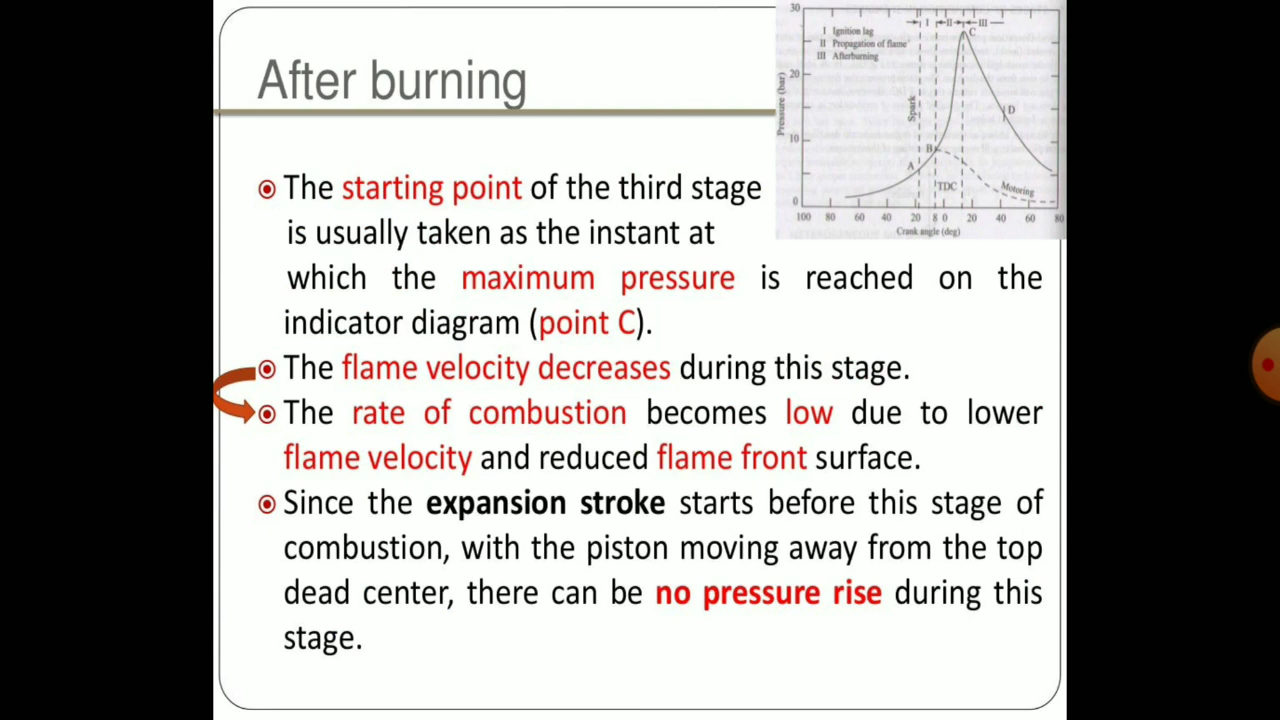 After burning
The starting point of the third stage
is usually taken as the instant at
which the maximum pressure is reached on the
indicator diagram (point C).
The flame velocity decreases during this stage.
The rate of combustion becomes low due to lower
flame velocity and reduced flame front surface.
Since the expansion stroke starts before this stage of
combustion, with the piston moving away from the top
dead center, there can be no pressure rise during this
stage.
30
20
10
0
Pressure (bar)
I II III
I Ignition lag
II Propagation of flame
III Afterburning
C
Spark
D
B
A
TDC
Motoring
100 80 60 40 20 8 0 20 40 60 80
Crank angle (deg)